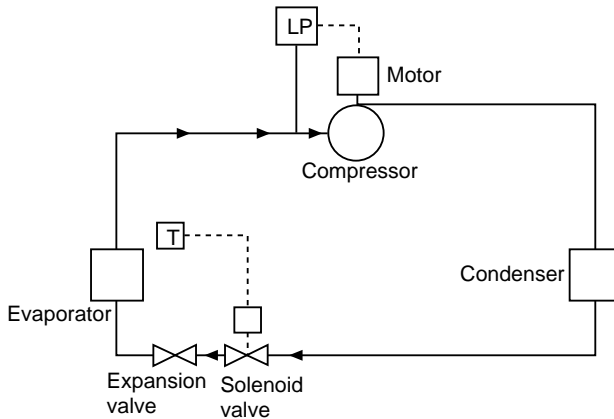 LP
Motor
Compressor
T
Condenser
Evaporator
Expansion
valve
Solenoid
valve